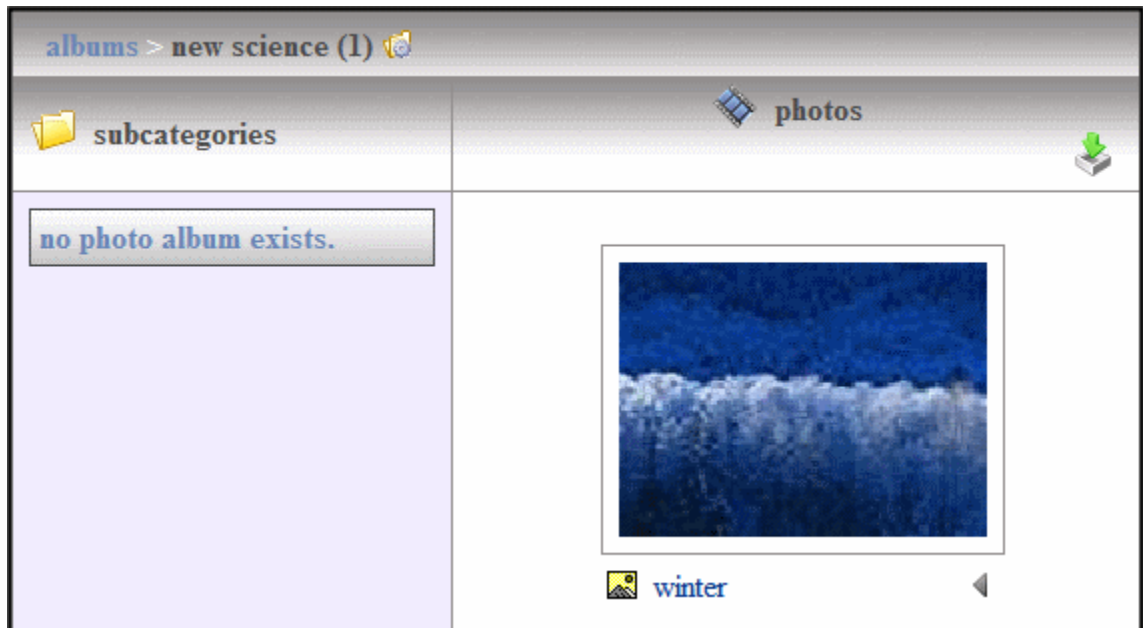 albums > new science (1)
subcategories
photos
no photo album exists.
winter